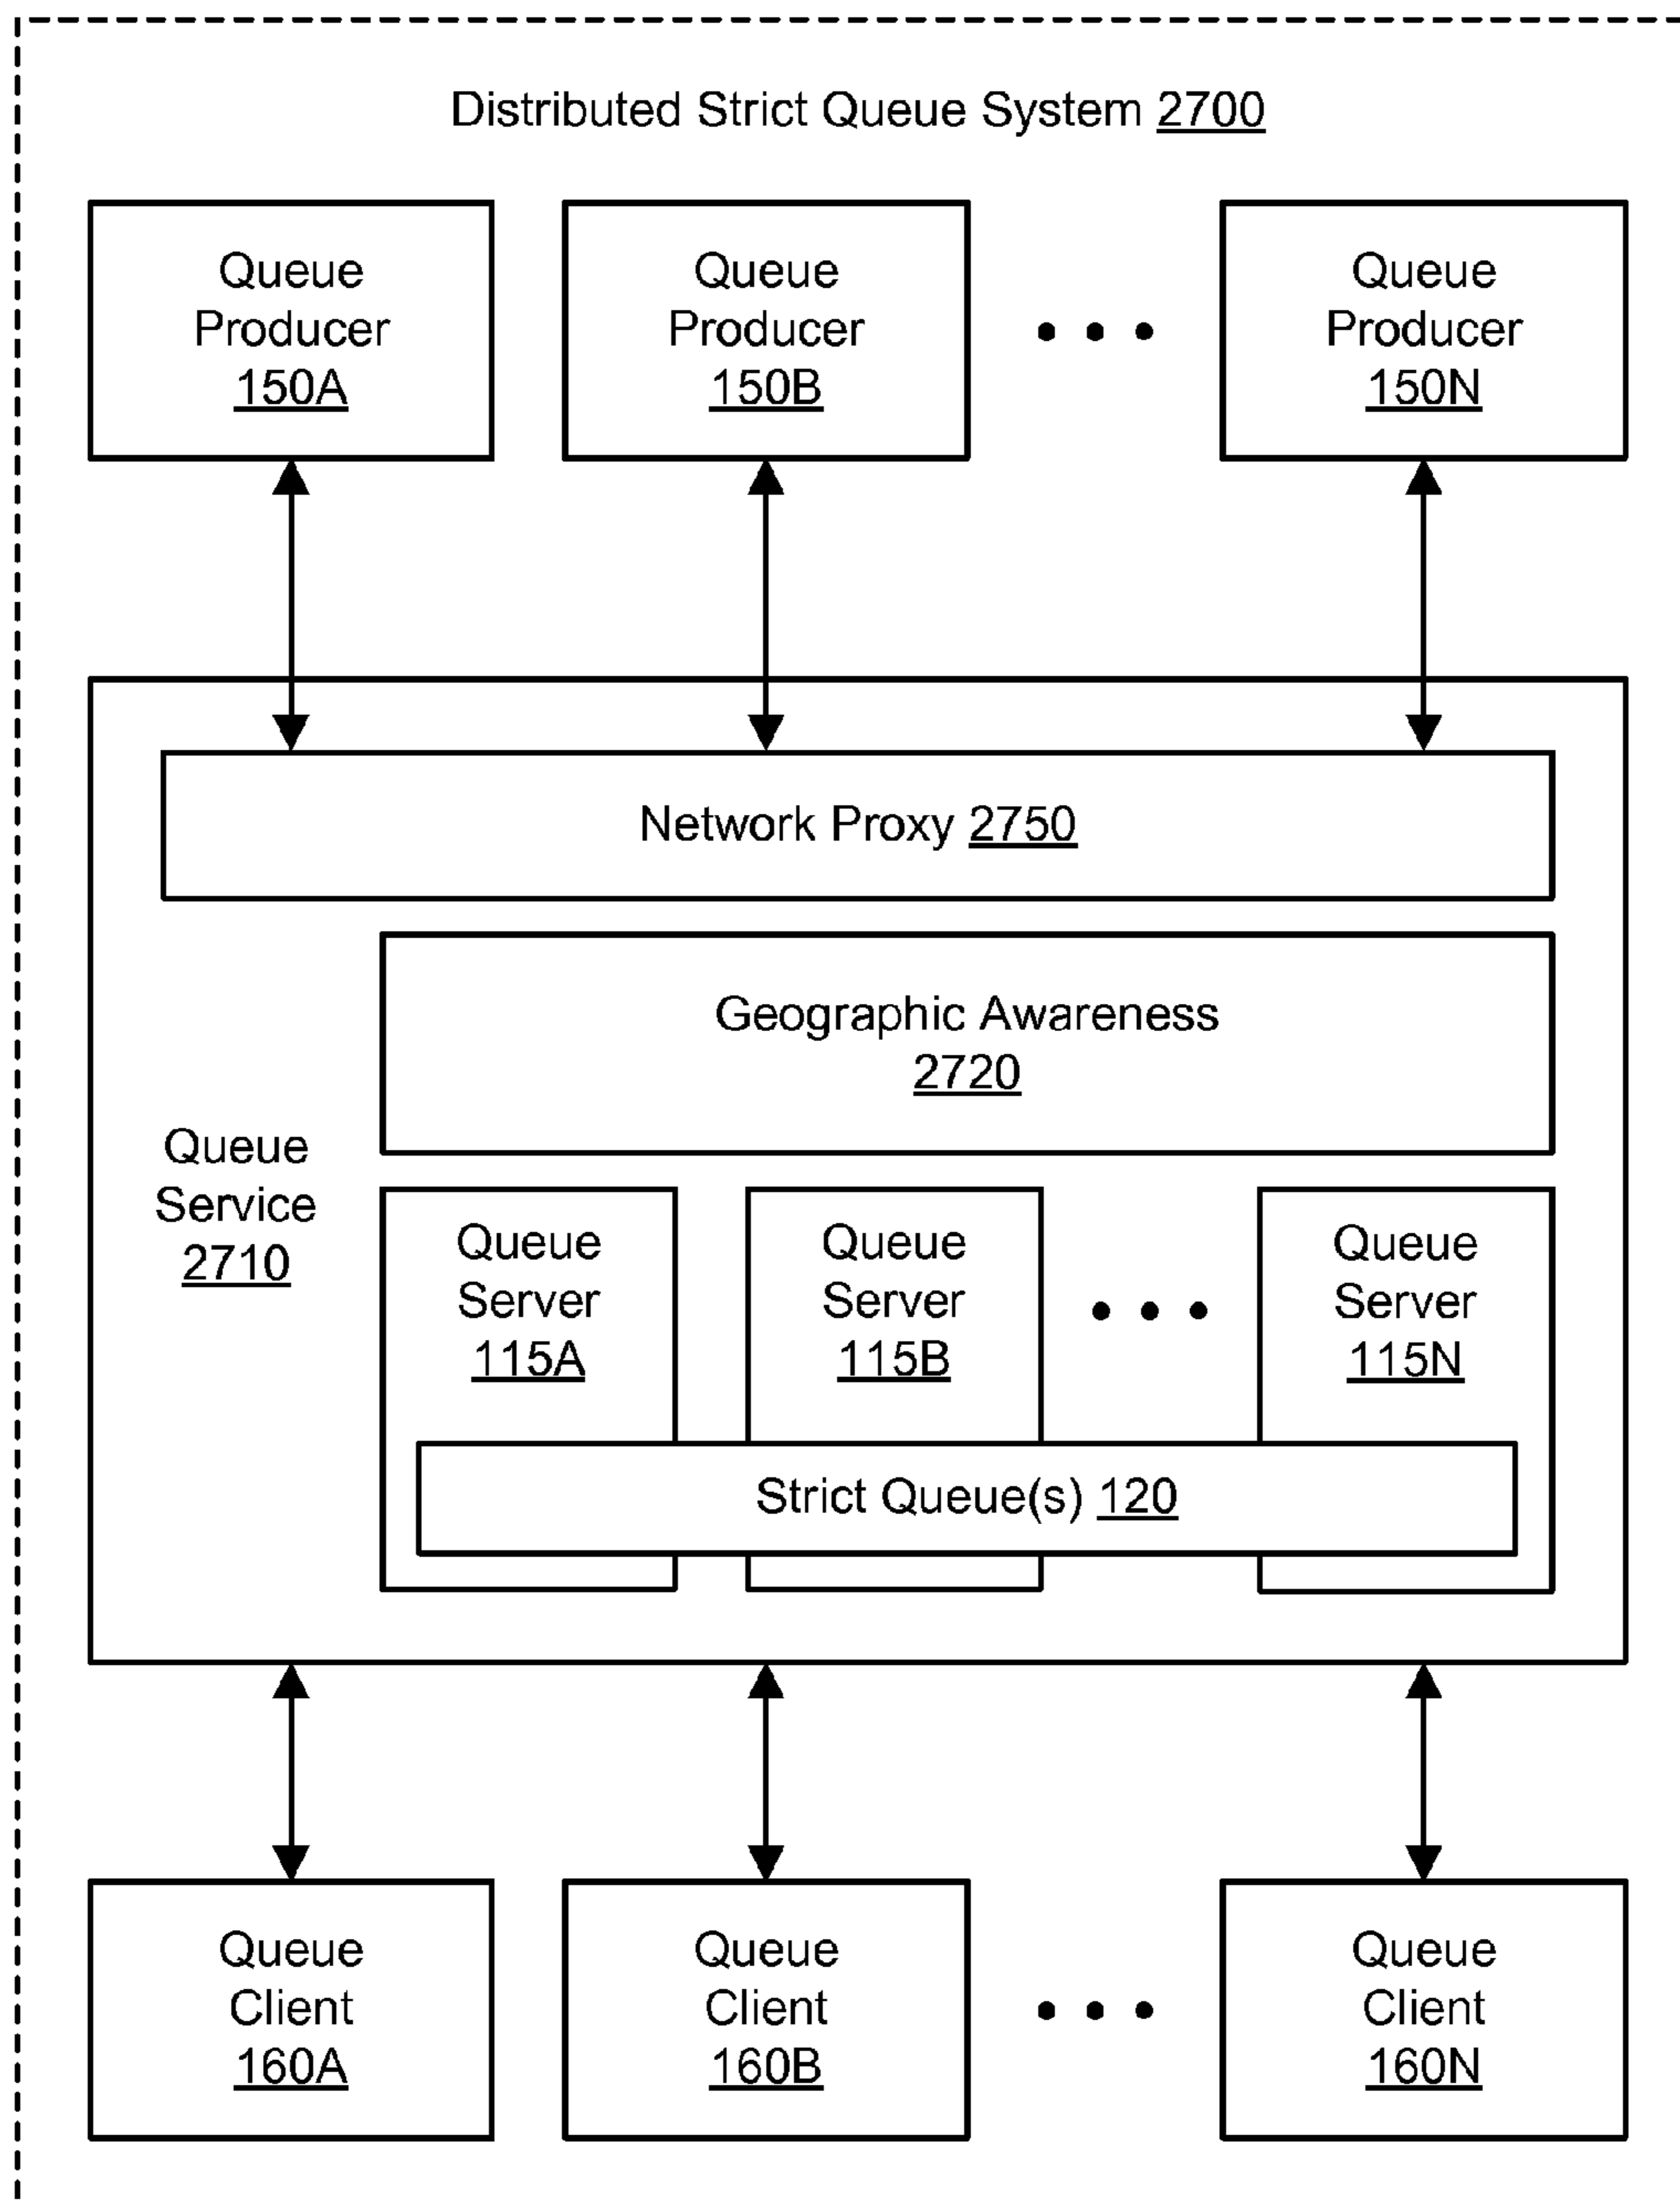 Distributed Strict Queue System 2700
Queue
Producer
150A
Queue
Producer
150B
Queue
Producer
150N
Network Proxy 2750
Geographic Awareness
2720
Queue
Service
2710
Queue
Server
115A
Queue
Server
115B
Queue
Server
115N
Strict Queue(s) 120
Queue
Client
160A
Queue
Client
160B
Queue
Client
160N